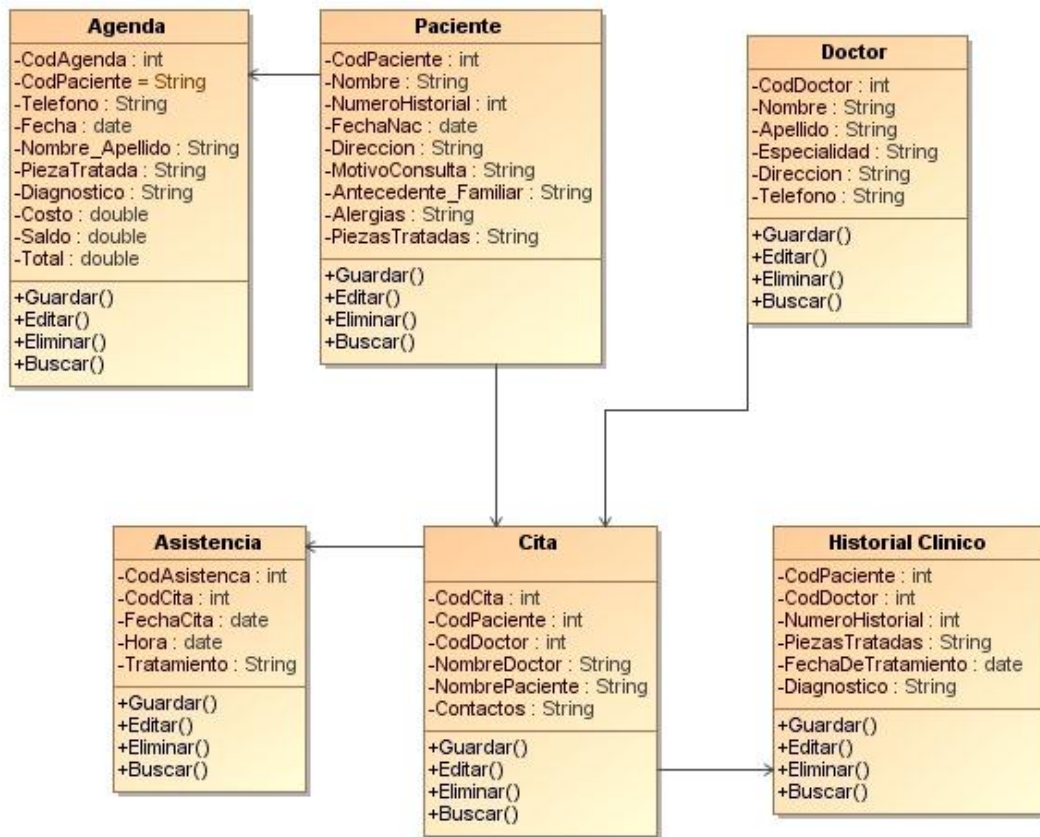 Agenda
-CodAgenda : int
-CodPaciente = String
-Telefono : String
-Fecha : date
-Nombre_Apellido : String
-PiezaTratada : String
-Diagnostico : String
-Costo : double
-Saldo : double
-Total : double
+Guardar()
+Editar()
+Eliminar()
+Buscar()
Paciente
-CodPaciente : int
-Nombre : String
-NumeroHistorial : int
-FechaNac : date
-Direccion : String
-MotivoConsulta : String
-Antecedente_Familiar : String
-Alergias : String
-PiezasTratadas : String
+Guardar()
+Editar()
+Eliminar()
+Buscar()
Doctor
-CodDoctor : int
-Nombre : String
-Apellido : String
-Especialidad : String
-Direccion : String
-Telefono : String
+Guardar()
+Editar()
+Eliminar()
+Buscar()
Asistencia
-CodAsistenca : int
-CodCita : int
-FechaCita : date
-Hora : date
-Tratamiento : String
+Guardar()
+Editar()
+Eliminar()
+Buscar()
Cita
-CodCita : int
-CodPaciente : int
-CodDoctor : int
-NombreDoctor : String
-NombrePaciente : String
-Contactos : String
+Guardar()
+Editar()
+Eliminar()
+Buscar()
Historial Clinico
-CodPaciente : int
-CodDoctor : int
-NumeroHistorial : int
-PiezasTratadas : String
-FechaDeTratamiento : date
-Diagnostico : String
+Guardar()
+Editar()
+Eliminar()
+Buscar()